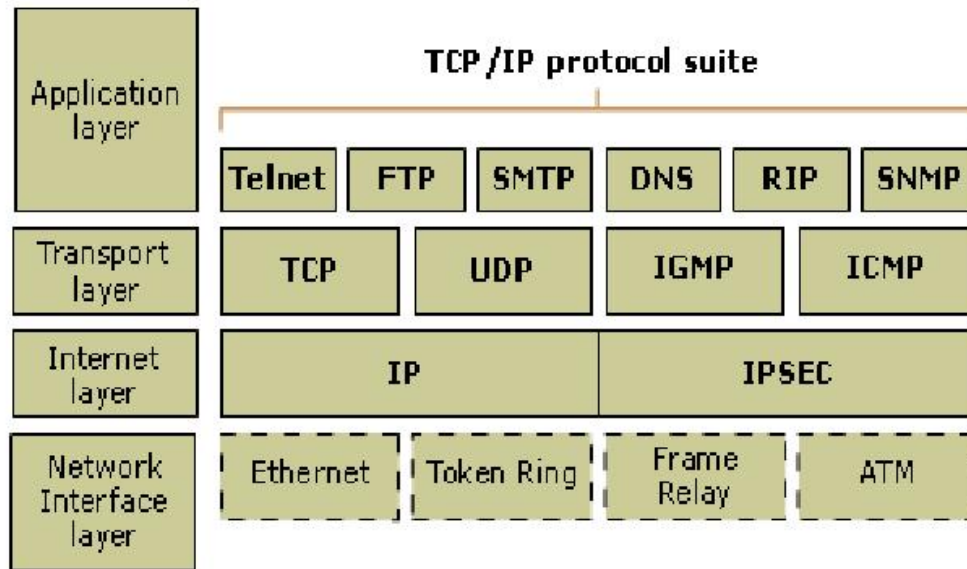 TCP/IP protocol suite
Application
layer
Telnet FTP SMTP DNS RIP SNMP
Transport
layer
TCP UDP IGMP ICMP
Internet
layer
IP IPSEC
Network
Interface
layer
Ethernet Token Ring Frame
Relay ATM